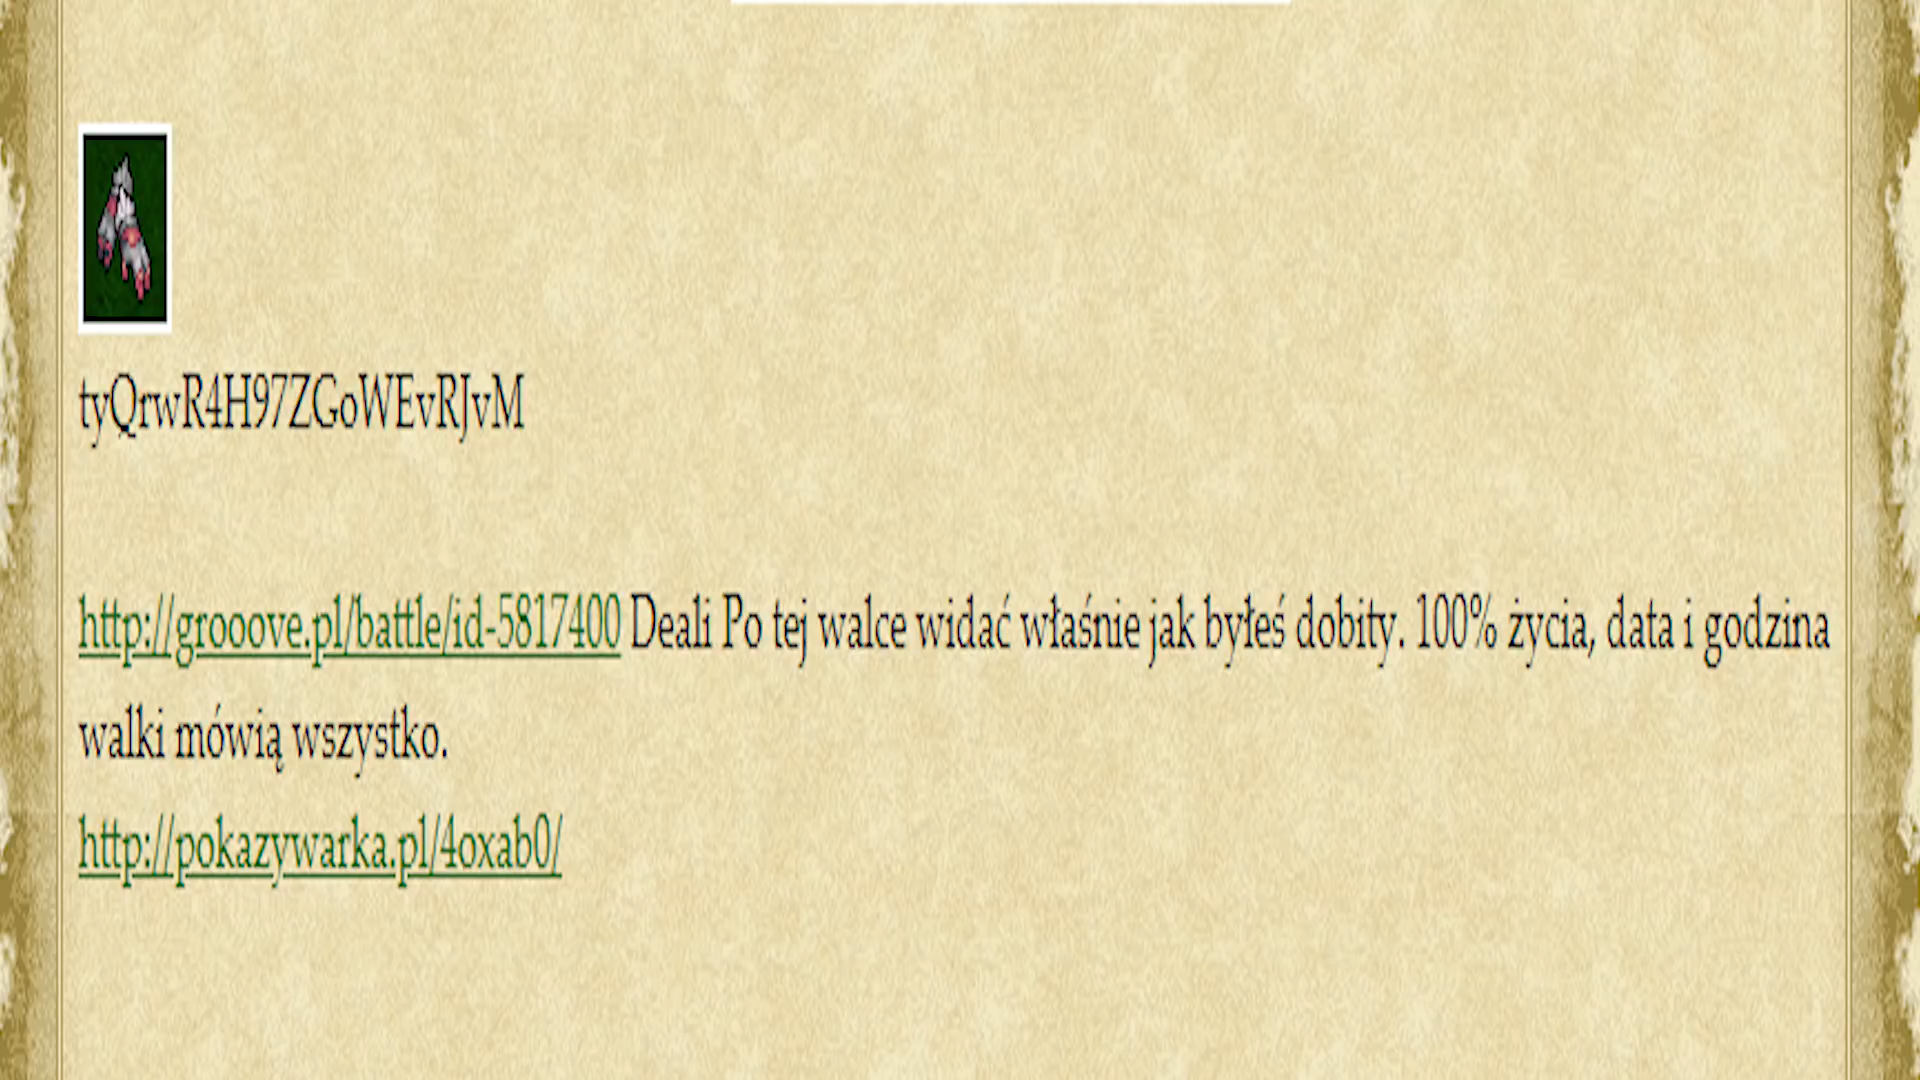 tyQrwR4H97ZGoWEvRJvM
http://grooove.pl/battle/id-5817400 Deali Po tej walce widać właśnie jak byłeś dobity. 100% życia, data i godzina
walki mówią wszystko.
http://pokazywarka.pl/4oxab0/